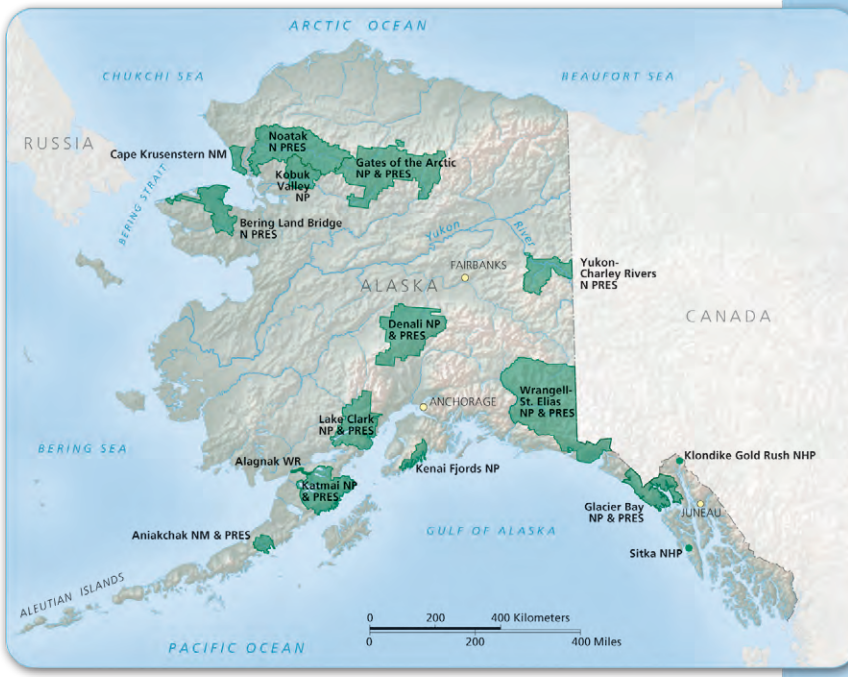 ARCTIC OCEAN
CHUKCHI SEA
BEAUFORT SEA
RUSSIA
Noatak
N PRES
Cape Krusenstern NM
Gates of the Arctic
NP & PRES
Kobuk
Valley
NP
BERING STRAIT
Bering Land Bridge
N PRES
Yukon
River
FAIRBANKS
Yukon-
Charley Rivers
N PRES
ALASKA
CANADA
Denali NP
& PRES
Wrangell-
St. Elias
NP & PRES
ANCHORAGE
Lake Clark
NP & PRES
BERING SEA
Klondike Gold Rush NHP
Alagnak WR
Kenai Fjords NP
Katmai NP
& PRES
Glacier Bay
NP & PRES
JUNEAU
GULF OF ALASKA
Aniakchak NM & PRES
Sitka NHP
ALEUTIAN ISLANDS
0 200 400 Kilometers
0 200 400 Miles
PACIFIC OCEAN